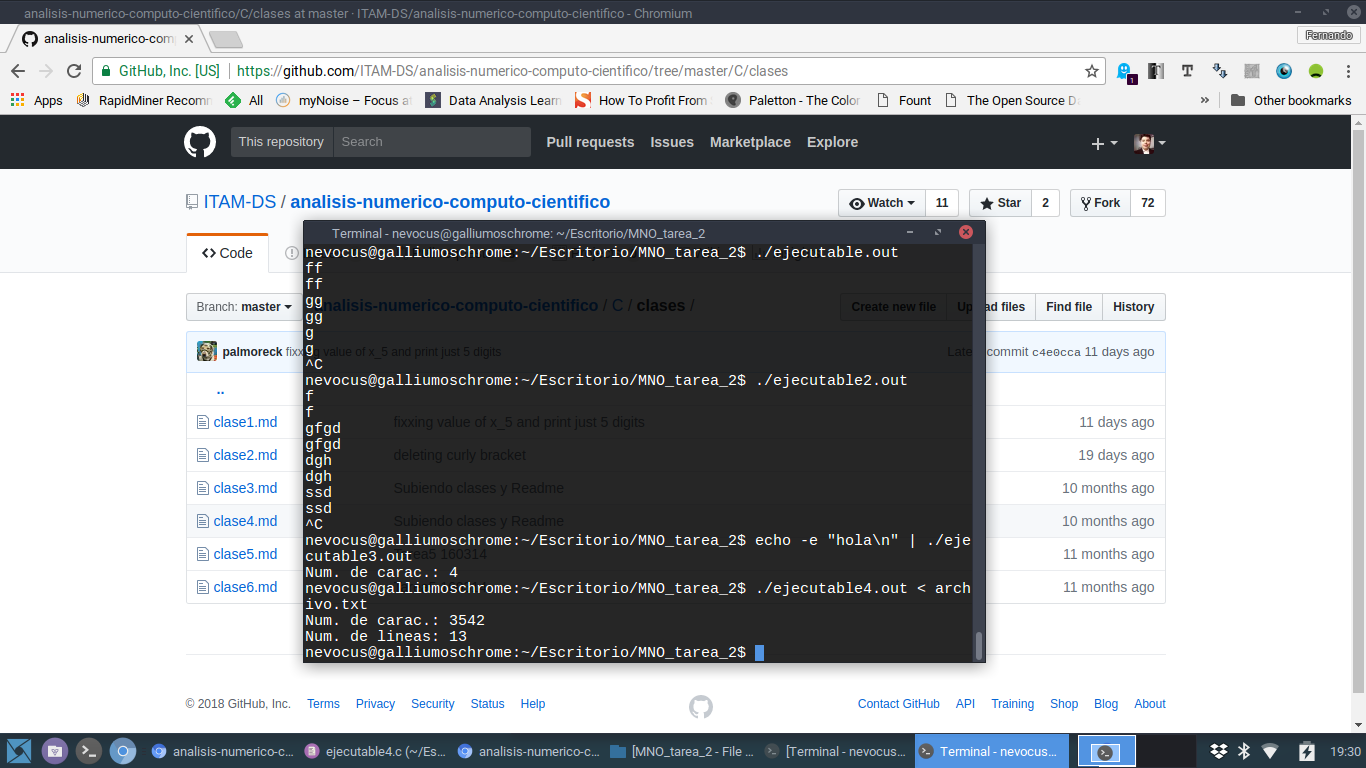 analisis-numerico-computo-cientifico/C/clases at master · ITAM-DS/analisis-numerico-computo-cientifico - Chromium
analisis-numerico-com
Fernando
GitHub, Inc. [US]
https://github.com/ITAM-DS/analisis-numerico-computo-cientifico/tree/master/C/clases
1
Apps
RapidMiner Recomm
All
myNoise – Focus at
Data Analysis Learn
How To Profit From
Paletton - The Color
Fount
The Open Source Da
»
Other bookmarks
This repository
Search
Pull requests
Issues
Marketplace
Explore
ITAM-DS / analisis-numerico-computo-cientifico
Watch
11
Star
2
Fork
72
Code
Branch: master
analisis-numerico-computo-cientifico / C / clases /
Create new file
Upload files
Find file
History
palmoreck fixxing value of x_5 and print just 5 digits
Latest commit c4e0cca 11 days ago
..
clase1.md
fixxing value of x_5 and print just 5 digits
11 days ago
clase2.md
deleting curly bracket
19 days ago
clase3.md
Subiendo clases y Readme
10 months ago
clase4.md
Subiendo clases y Readme
10 months ago
clase5.md
160314
11 months ago
clase6.md
11 months ago
Terminal - nevocus@galliumoschrome: ~/Escritorio/MNO_tarea_2
nevocus@galliumoschrome:~/Escritorio/MNO_tarea_2$ ./ejecutable.out
ff
ff
gg
gg
g
g
^C
nevocus@galliumoschrome:~/Escritorio/MNO_tarea_2$ ./ejecutable2.out
f
f
gfgd
gfgd
dgh
dgh
ssd
ssd
^C
nevocus@galliumoschrome:~/Escritorio/MNO_tarea_2$ echo -e "hola\n" | ./eje
cutable3.out
Num. de carac.: 4
nevocus@galliumoschrome:~/Escritorio/MNO_tarea_2$ ./ejecutable4.out < arch
ivo.txt
Num. de carac.: 3542
Num. de lineas: 13
nevocus@galliumoschrome:~/Escritorio/MNO_tarea_2$
© 2018 GitHub, Inc.
Terms
Privacy
Security
Status
Help
Contact GitHub
API
Training
Shop
Blog
About
analisis-numerico-c...
ejecutable4.c (~/Es...
analisis-numerico-c...
[MNO_tarea_2 - File ...
[Terminal - nevocus...
Terminal - nevocus...
19:30